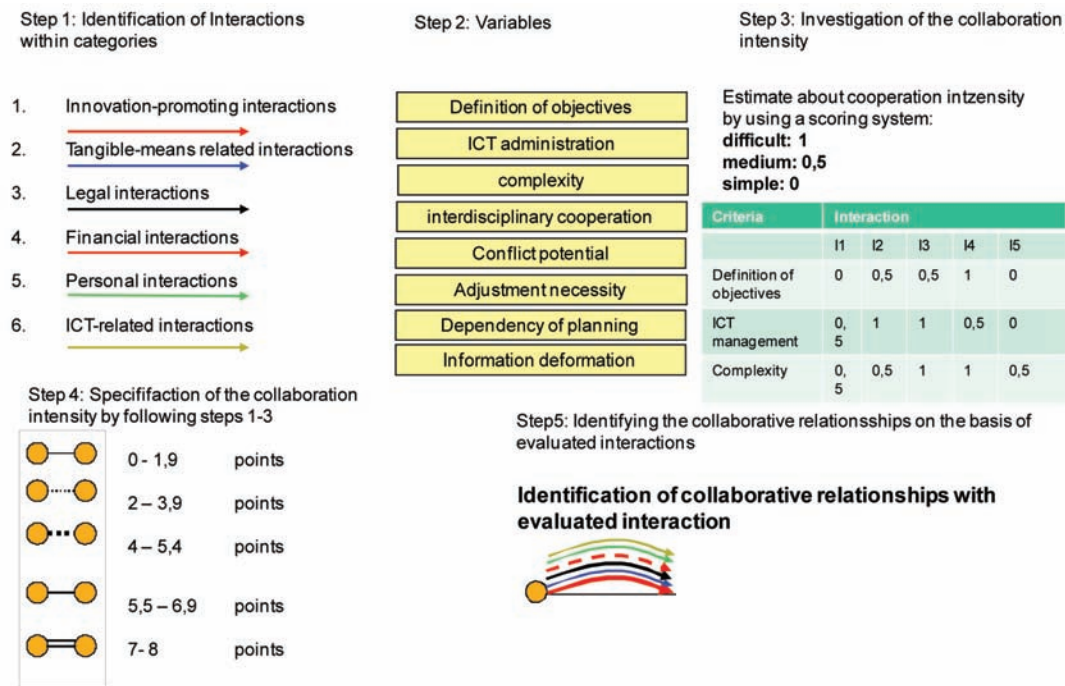 Step 1: Identification of Interactions
within categories
1. Innovation-promoting interactions
2. Tangible-means related interactions
3. Legal interactions
4. Financial interactions
5. Personal interactions
6. ICT-related interactions
Step 2: Variables
Definition of objectives
ICT administration
complexity
interdisciplinary cooperation
Conflict potential
Adjustment necessity
Dependency of planning
Information deformation
Step 3: Investigation of the collaboration
intensity
Estimate about cooperation intzensity
by using a scoring system:
difficult: 1
medium: 0,5
simple: 0
Criteria Interaction
I1 I2 I3 I4 I5
Definition of
objectives 0 0,5 0,5 1 0
ICT
management 0,
5 1 1 0,5 0
Complexity 0,
5 0,5 1 1 0,5
Step 4: Specififaction of the collaboration
intensity by following steps 1-3
0 - 1,9 points
2 – 3,9 points
4 – 5,4 points
5,5 – 6,9 points
7- 8 points
Step5: Identifying the collaborative relationsships on the basis of
evaluated interactions
Identification of collaborative relationships with
evaluated interaction